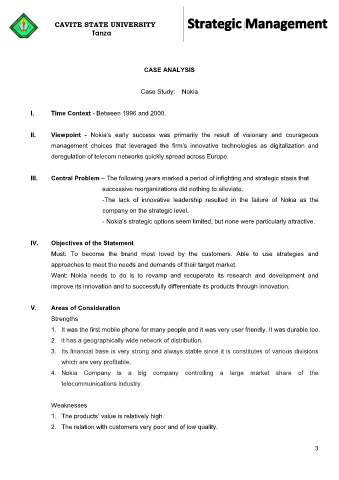 CAVITE STATE UNIVERSITY
Tanza
Strategic Management
CASE ANALYSIS
Case Study: Nokia
I. Time Context - Between 1996 and 2000.
II. Viewpoint - Nokia's early success was primarily the result of visionary and courageous
management choices that leveraged the firm's innovative technologies as digitalization and
deregulation of telecom networks quickly spread across Europe.
III. Central Problem – The following years marked a period of infighting and strategic stasis that
successive reorganizations did nothing to alleviate.
-The lack of innovative leadership resulted in the failure of Nokia as the
company on the strategic level.
- Nokia's strategic options seem limited, but none were particularly attractive.
IV. Objectives of the Statement
Must: To become the brand most loved by the customers. Able to use strategies and
approaches to meet the needs and demands of their target market.
Want: Nokia needs to do is to revamp and recuperate its research and development and
improve its innovation and to successfully differentiate its products through innovation.
V. Areas of Consideration
Strengths
1. It was the first mobile phone for many people and it was very user friendly. It was durable too.
2. it has a geographically wide network of distribution.
3. Its financial base is very strong and always stable since it is constitutes of various divisions
which are very profitable.
4. Nokia Company is a big company controlling a large market share of the
telecommunications industry.
Weaknesses
1. The products' value is relatively high.
2. The relation with customers very poor and of low quality.
3